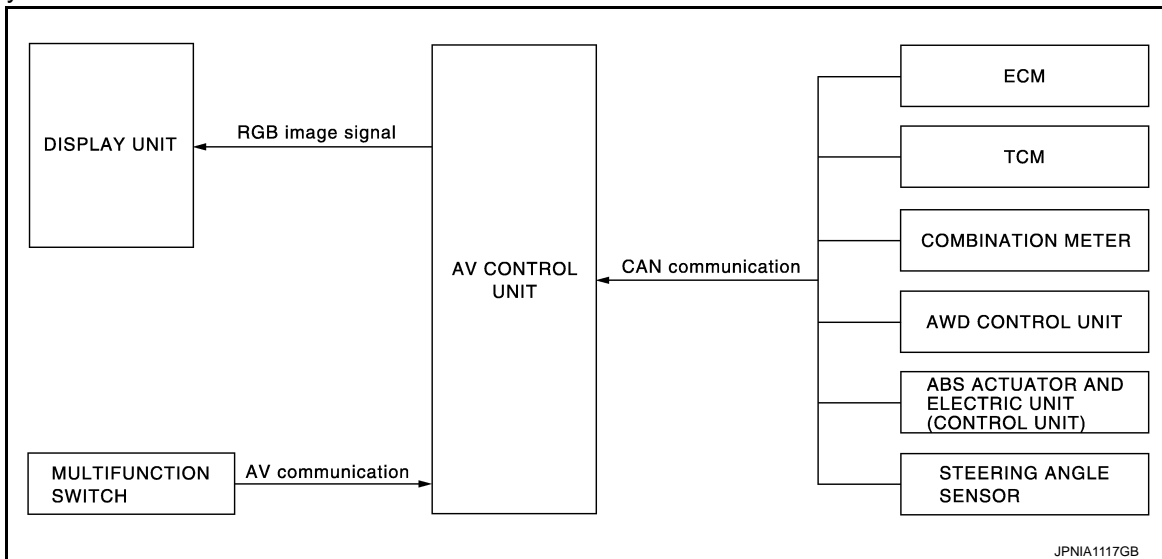 DISPLAY UNIT
RGB image signal
AV CONTROL
UNIT
MULTIFUNCTION
SWITCH
AV communication
CAN communication
ECM
TCM
COMBINATION METER
AWD CONTROL UNIT
ABS ACTUATOR AND
ELECTRIC UNIT
(CONTROL UNIT)
STEERING ANGLE
SENSOR
JPNIA1117GB